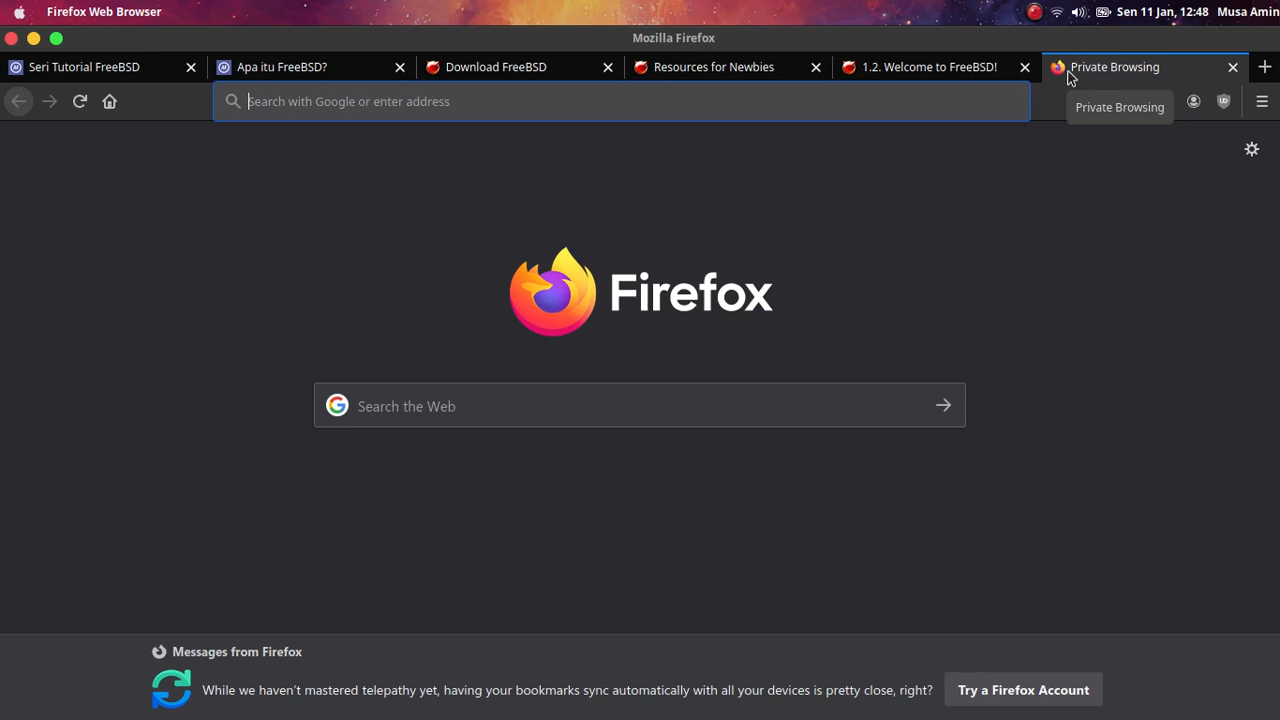 Firefox Web Browser
Sen 11 Jan, 12:48 Musa Amin
Mozilla Firefox
Seri Tutorial FreeBSD
Apa itu FreeBSD?
Download FreeBSD
Resources for Newbies
1.2. Welcome to FreeBSD!
Private Browsing
Search with Google or enter address
Private Browsing
Firefox
Search the Web
Messages from Firefox
While we haven't mastered telepathy yet, having your bookmarks sync automatically with all your devices is pretty close, right?
Try a Firefox Account